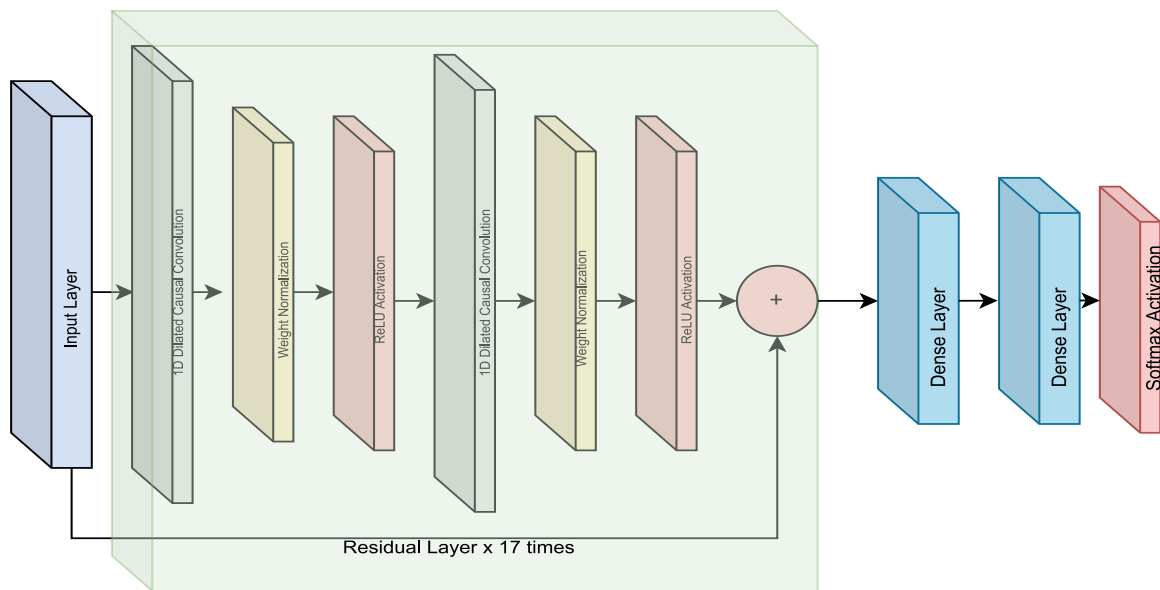 Input Layer
1D Dilated Causal Convolution
Weight Normalization
ReLU Activation
1D Dilated Causal Convolution
Weight Normalization
ReLU Activation
+
Dense Layer
Dense Layer
Softmax Activation
Residual Layer x 17 times